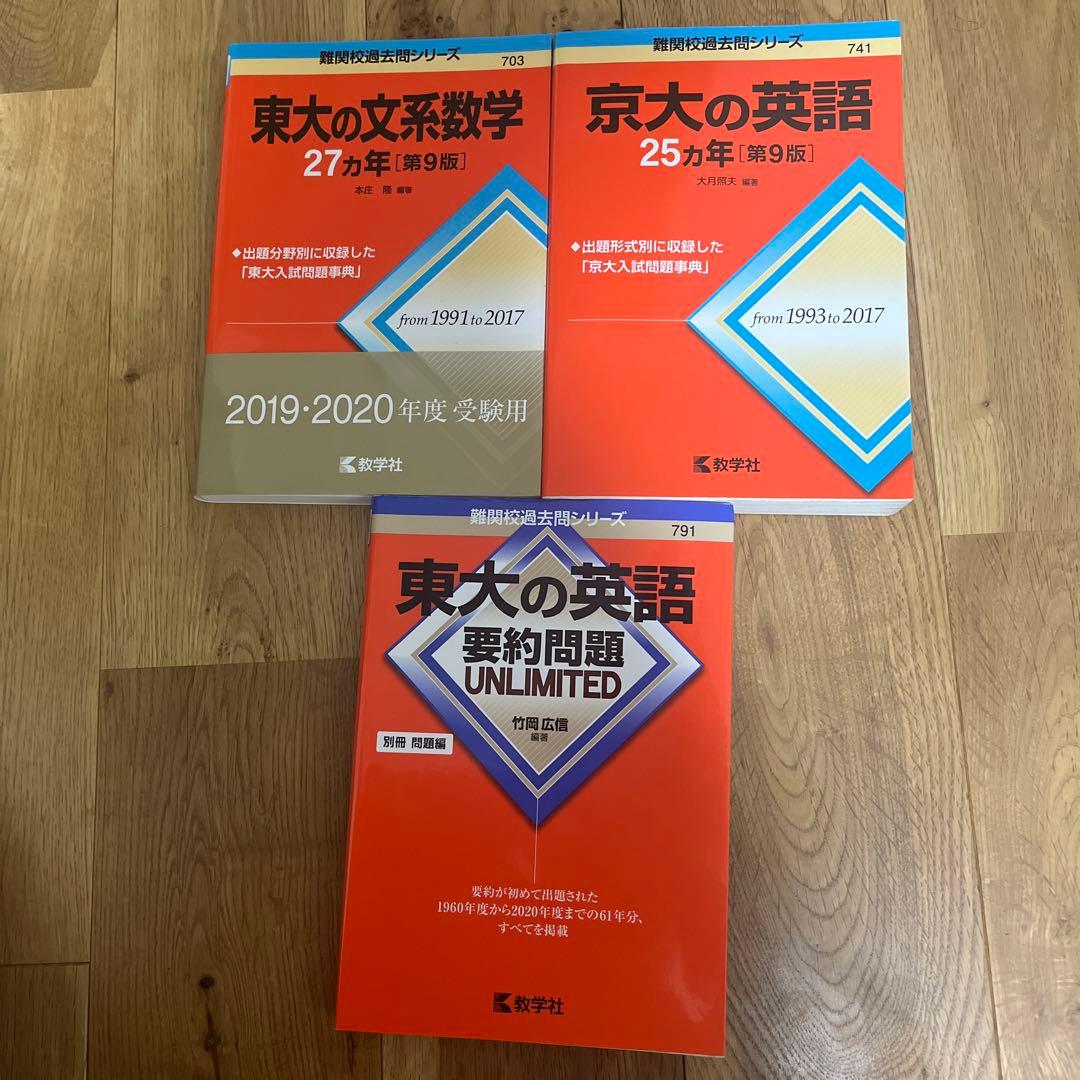 難関校過去問シリーズ
703
東大の文系数学
27カ年[第9版]
本庄 隆 編著
◆出題分野別に収録した
「東大入試問題事典」
from 1991 to 2017
2019・2020年度 受験用
教学社
難関校過去問シリーズ
741
京大の英語
25カ年[第9版]
大月照夫 編著
◆出題形式別に収録した
「京大入試問題事典」
from 1993 to 2017
教学社
難関校過去問シリーズ
791
東大の英語
要約問題
UNLIMITED
竹岡広信
編著
別冊 問題編
要約が初めて出題された
1960年度から2020年度までの61年分、
すべてを掲載
教学社